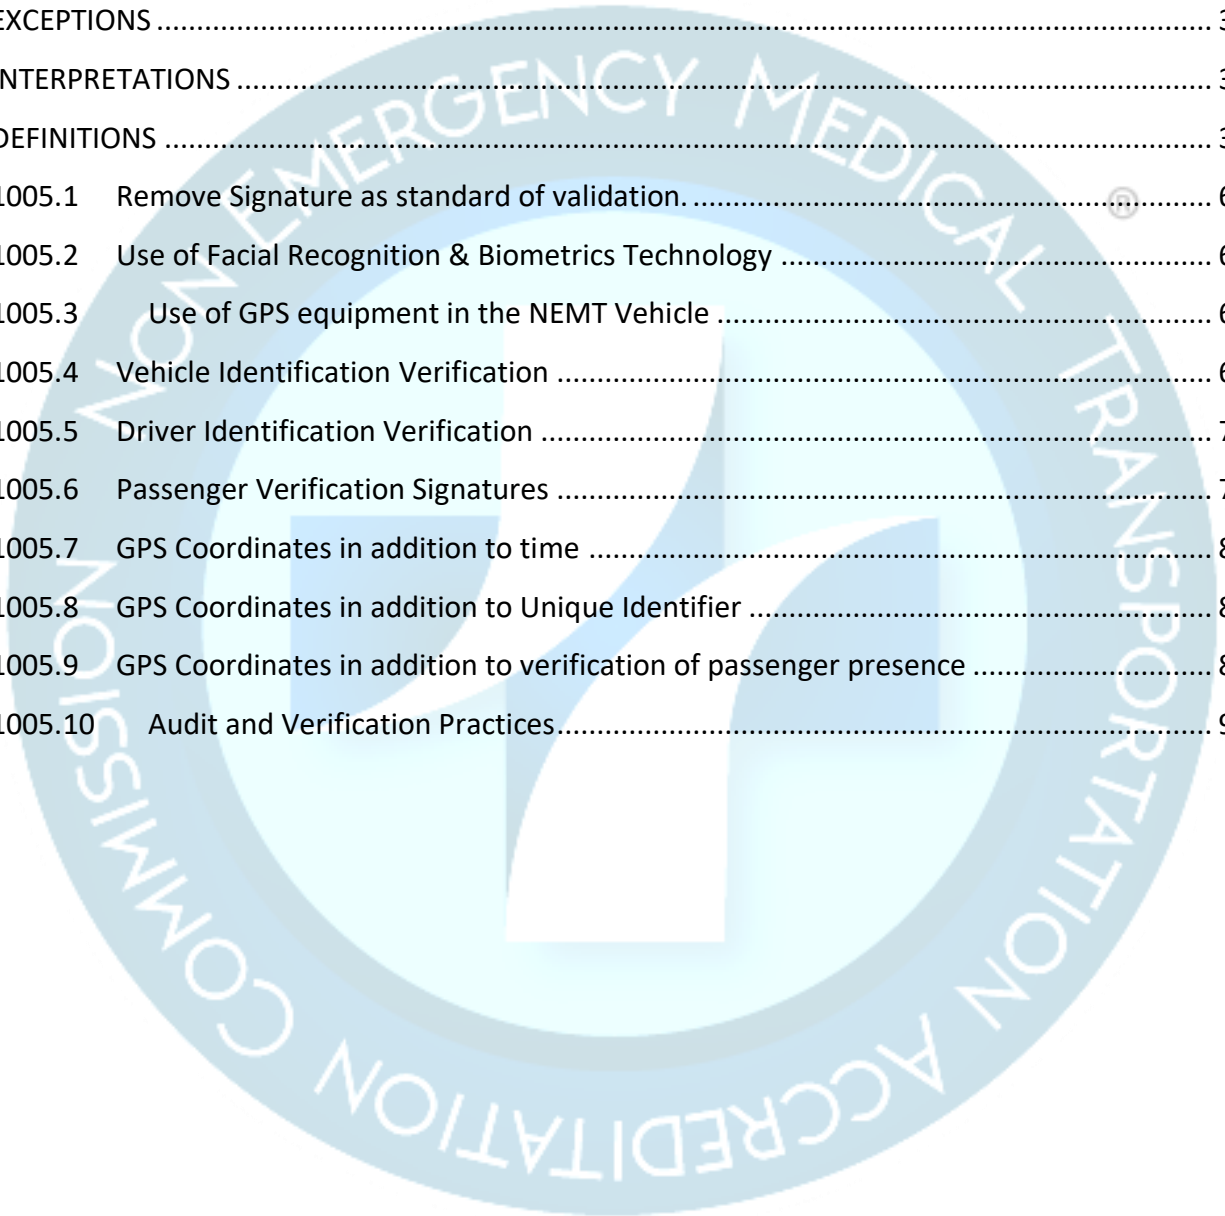 EXCEPTIONS ........ 3
INTERPRETATIONS ........ 3
DEFINITIONS ........ 3
1005.1 Remove Signature as standard of validation. ........ 6
1005.2 Use of Facial Recognition & Biometrics Technology ........ 6
1005.3 Use of GPS equipment in the NEMT Vehicle ........ 6
1005.4 Vehicle Identification Verification ........ 6
1005.5 Driver Identification Verification ........ 7
1005.6 Passenger Verification Signatures ........ 7
1005.7 GPS Coordinates in addition to time ........ 8
1005.8 GPS Coordinates in addition to Unique Identifier ........ 8
1005.9 GPS Coordinates in addition to verification of passenger presence ........ 8
1005.10 Audit and Verification Practices ........ 9
NON EMERGENCY MEDICAL TRANSPORTATION ACCREDITATION COMMISSION
®